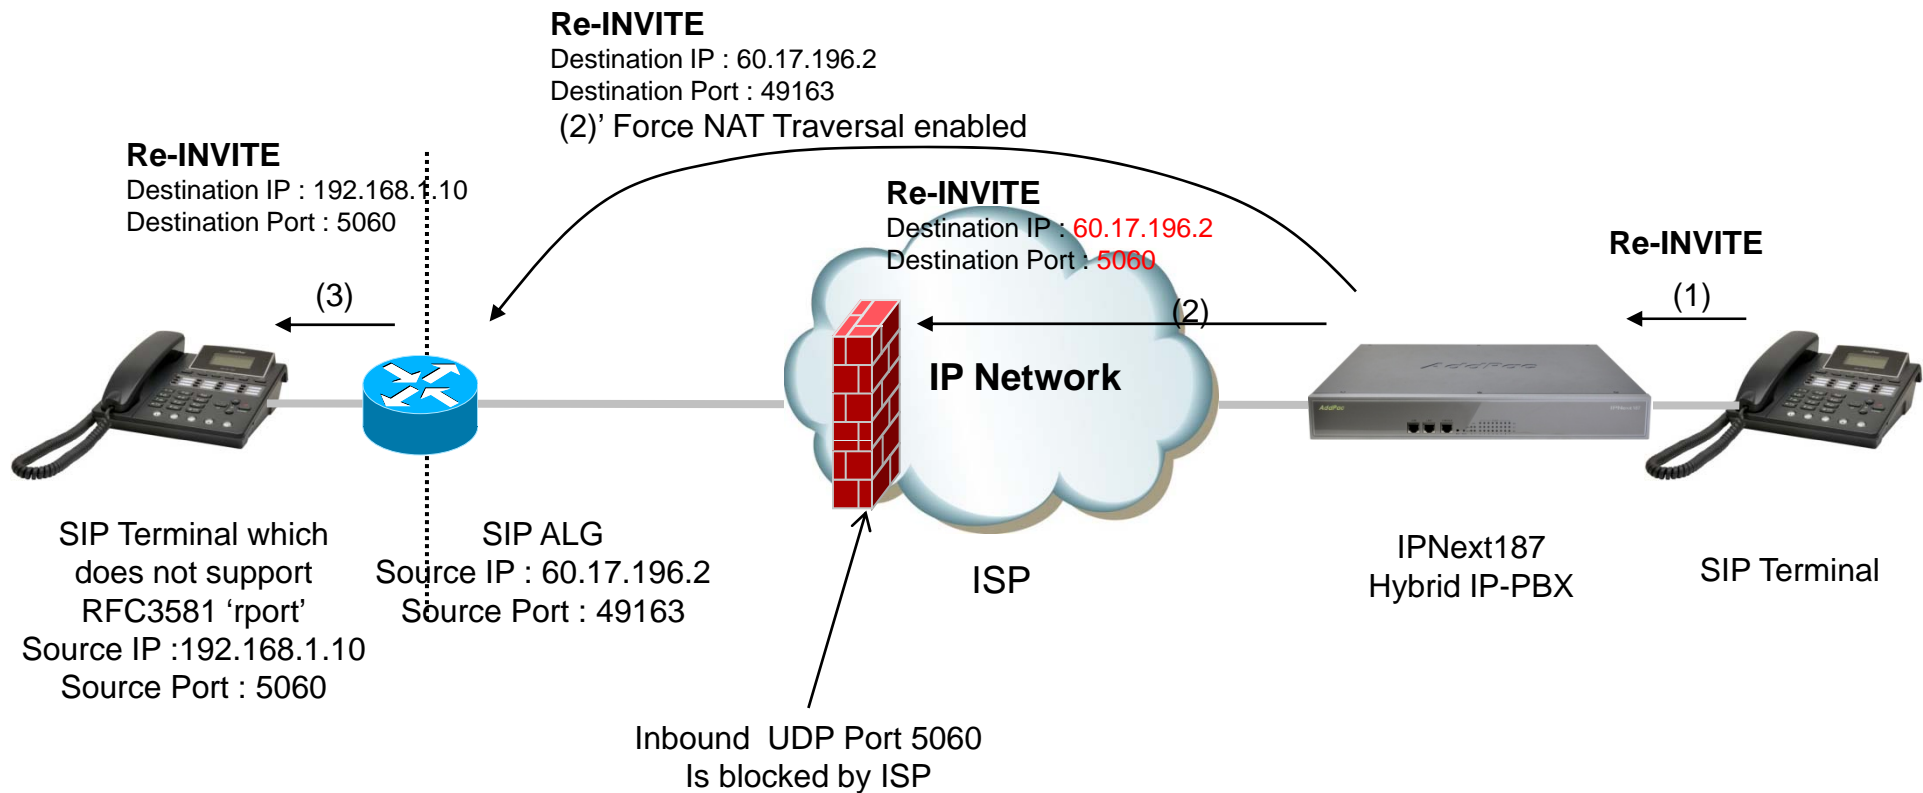 Re-INVITE
Destination IP : 60.17.196.2
Destination Port : 49163
(2)’ Force NAT Traversal enabled
Re-INVITE
Destination IP : 192.168.1.10
Destination Port : 5060
(3)
Re-INVITE
Destination IP : 60.17.196.2
Destination Port : 5060
(2)
Re-INVITE
(1)
IP Network
AddPac
AddPac
SIP Terminal which
does not support
RFC3581 ‘rport’
Source IP :192.168.1.10
Source Port : 5060
SIP ALG
Source IP : 60.17.196.2
Source Port : 49163
ISP
IPNext187
Hybrid IP-PBX
SIP Terminal
Inbound  UDP Port 5060
Is blocked by ISP